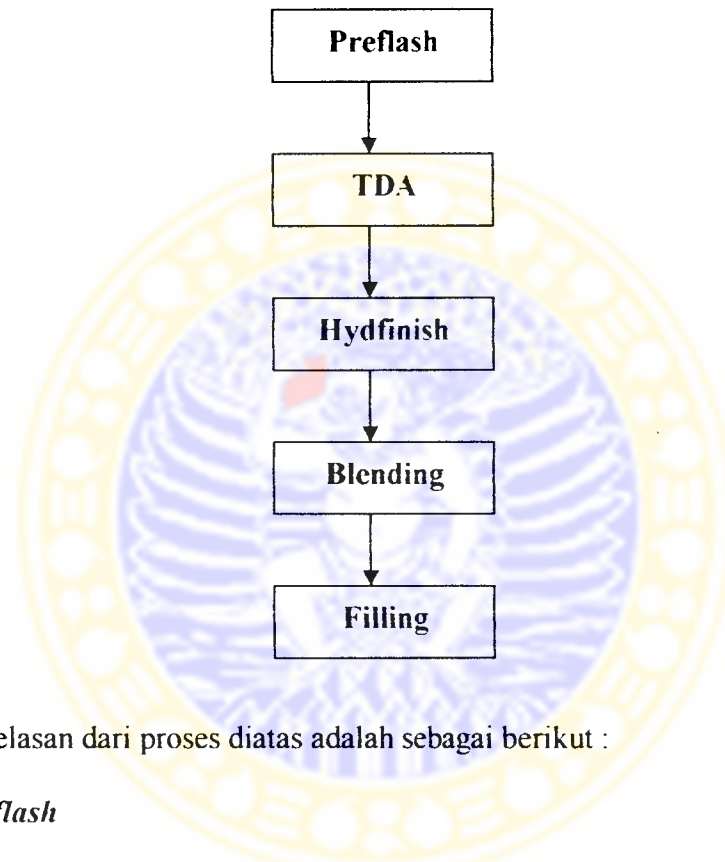 Preflash
TDA
Hydfinish
Blending
Filling
elasan dari proses diatas adalah sebagai berikut :
flash